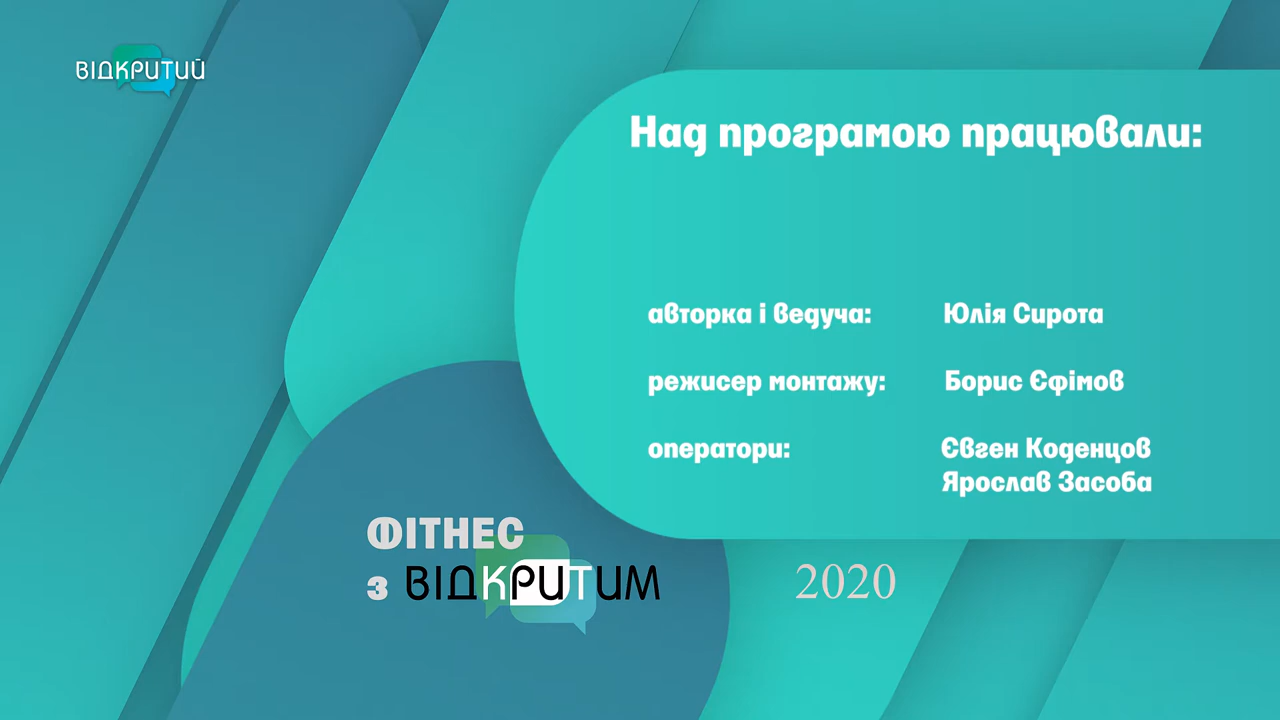 ВІДКРИТИЙ
Над програмою працювали:
авторка і ведуча: Юлія Сирота
режисер монтажу: Борис Єфімов
оператори: Євген Коденцов
Ярослав Засоба
ФІТНЕС
з ВІДКРИТИМ
2020